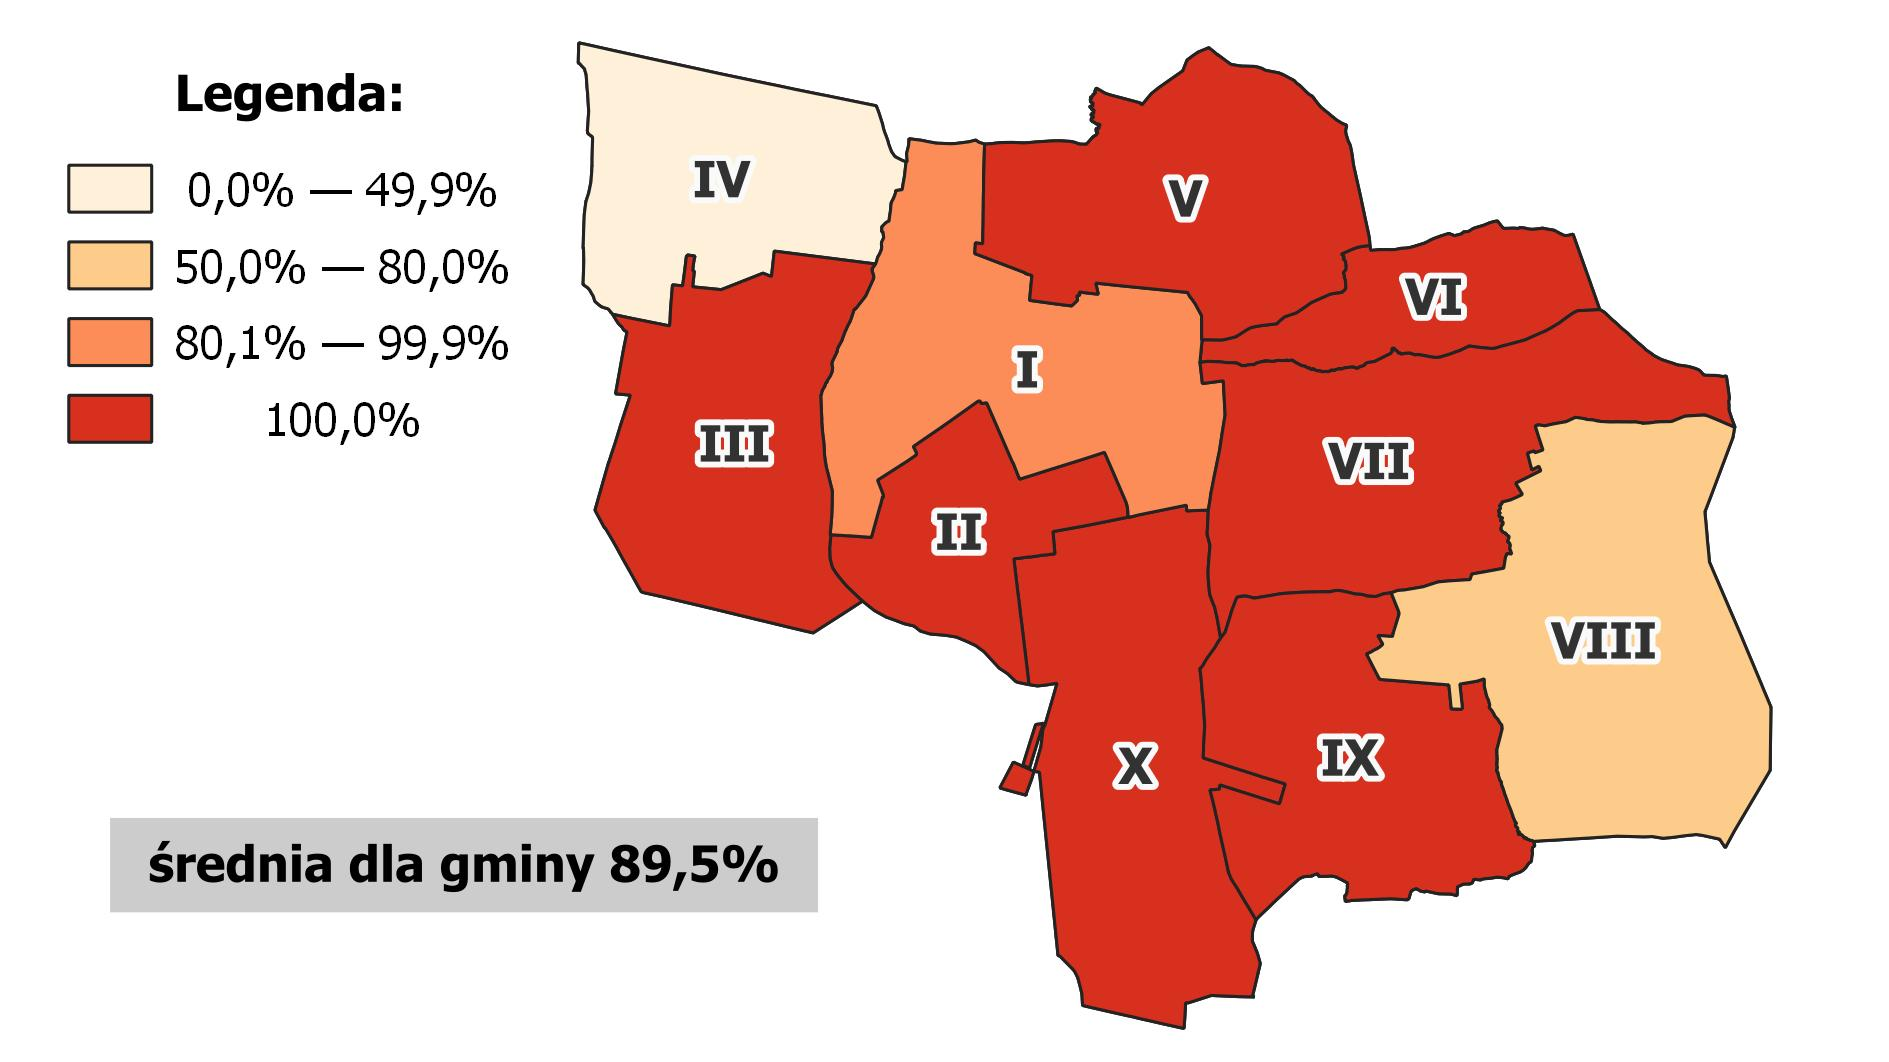 Legenda:
0,0% — 49,9%
50,0% — 80,0%
80,1% — 99,9%
100,0%
IV
V
VI
I
III
VII
II
VIII
IX
X
średnia dla gminy 89,5%